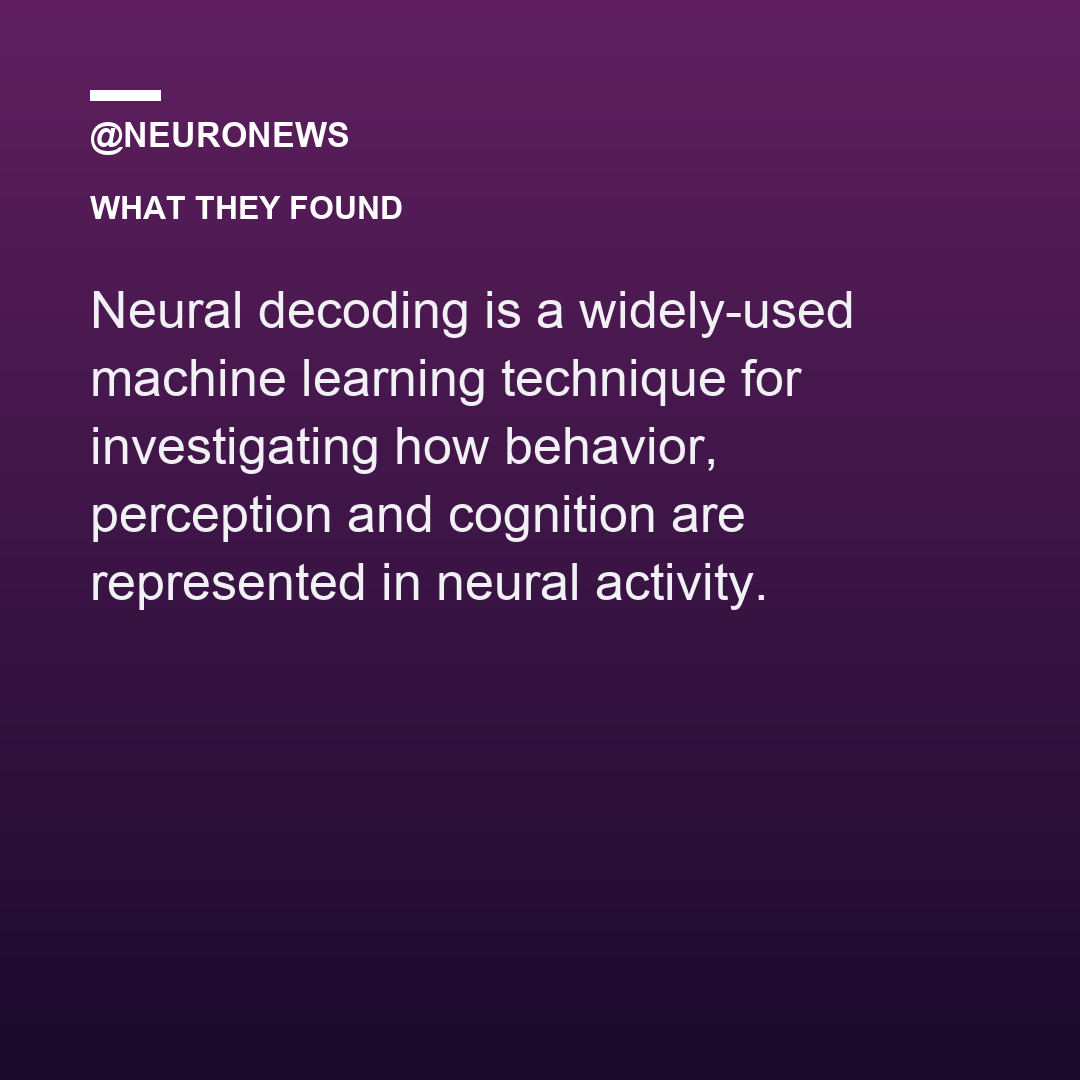 @NEURONEWS
WHAT THEY FOUND
Neural decoding is a widely-used
machine learning technique for
investigating how behavior,
perception and cognition are
represented in neural activity.